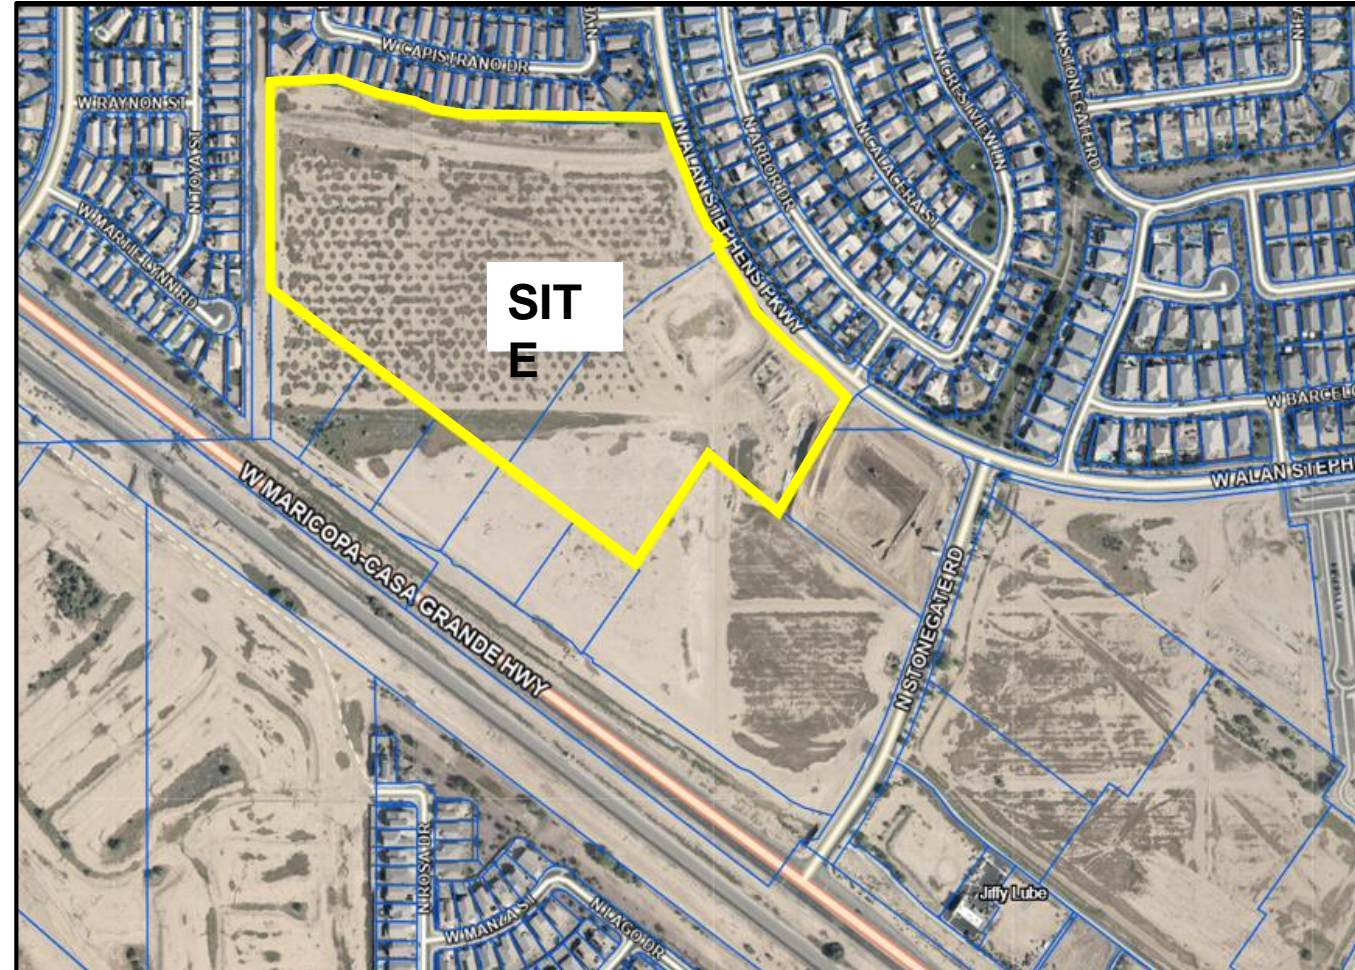 W CAPISTRANO DR
W RAYNON ST
N TOYA ST
W MARTIE LYNN RD
N ALAN STEPHENS PKWY
N ARBOR DR
N CALACERA ST
N CRESTVIEW LN
N STONEGATE RD
SIT
E
W BARCELO
W ALAN STEPH
W MARICOPA-CASA GRANDE HWY
N STONEGATE RD
Jiffy Lube
N ROSA DR
W MANZA ST
N LAGO DR